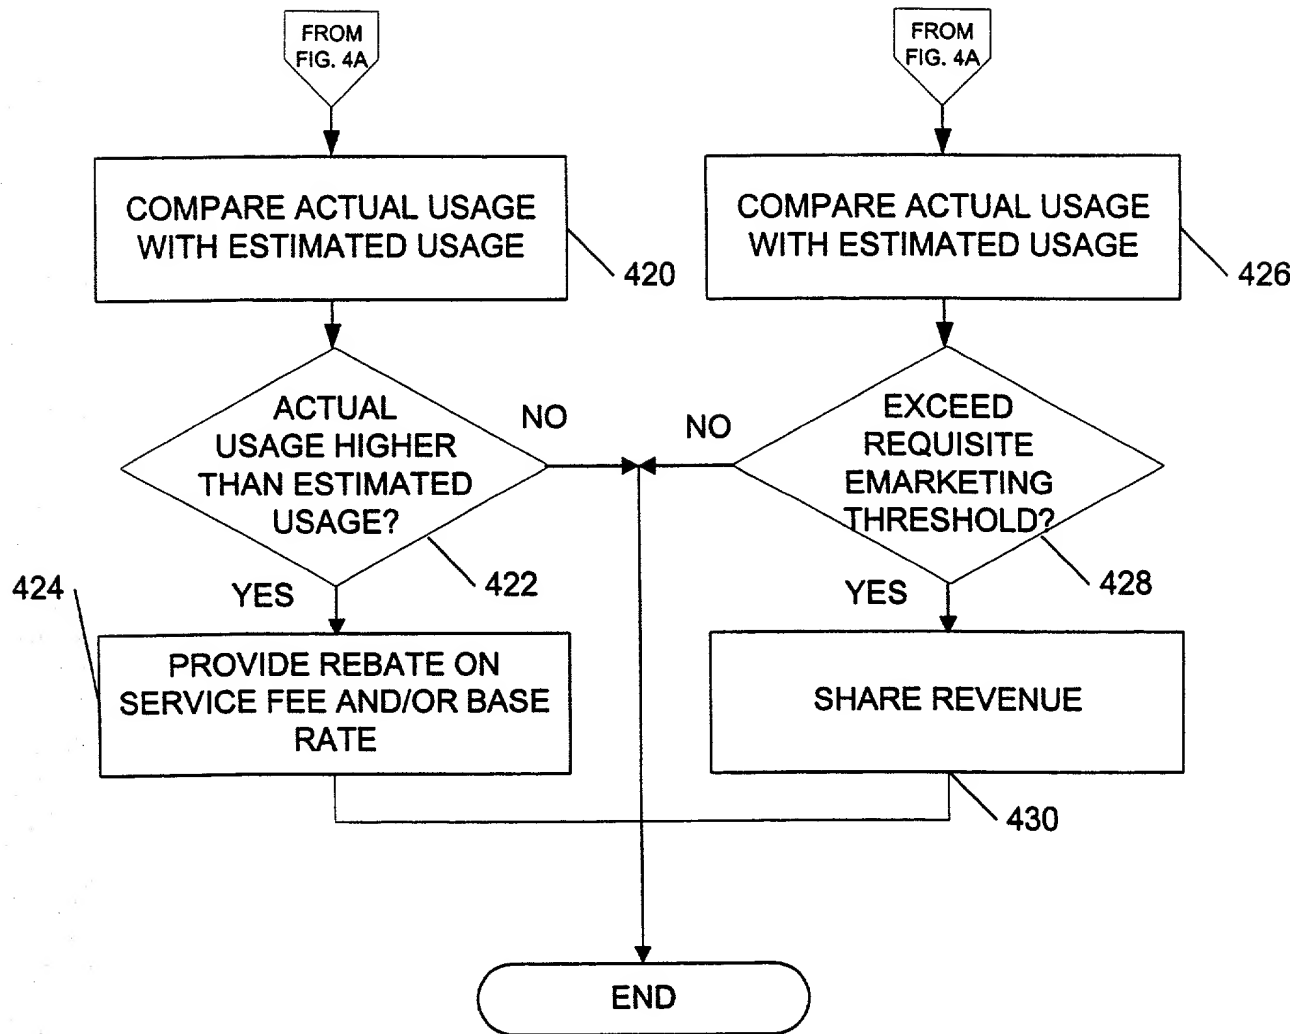 FROM
FIG. 4A
COMPARE ACTUAL USAGE
WITH ESTIMATED USAGE
420
ACTUAL
USAGE HIGHER
THAN ESTIMATED
USAGE?
NO
422
YES
424
PROVIDE REBATE ON
SERVICE FEE AND/OR BASE
RATE
FROM
FIG. 4A
COMPARE ACTUAL USAGE
WITH ESTIMATED USAGE
426
EXCEED
REQUISITE
EMARKETING
THRESHOLD?
NO
428
YES
SHARE REVENUE
430
END